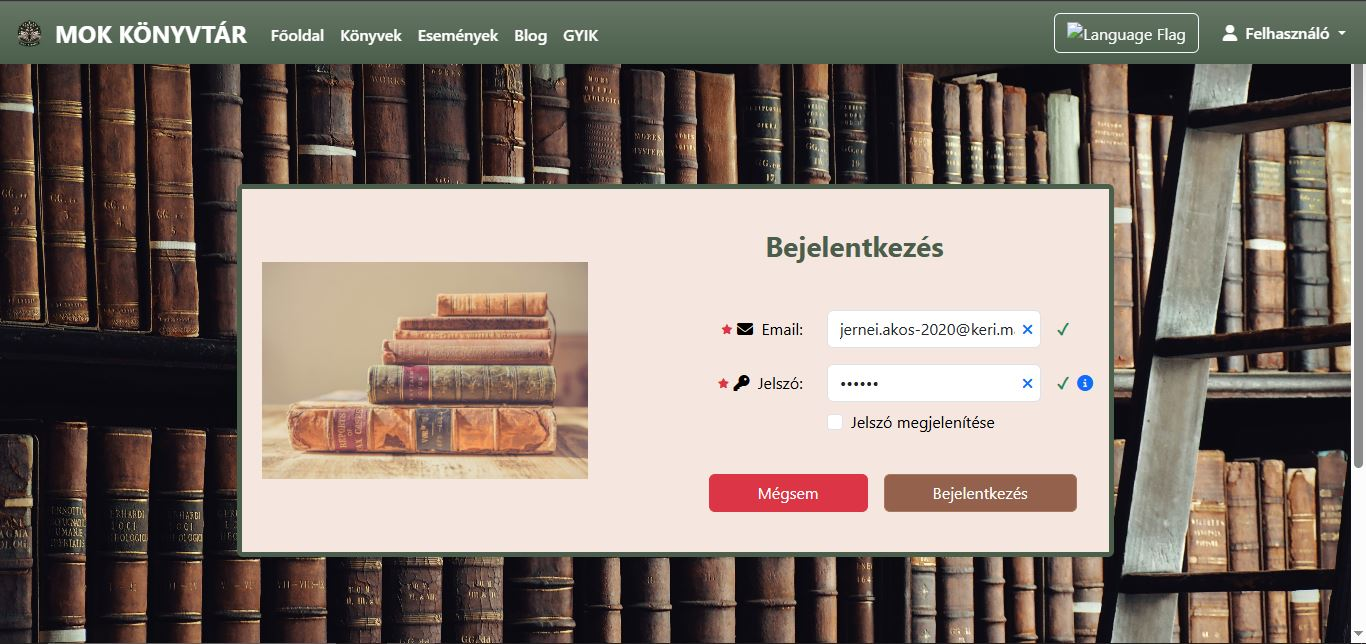 MOK KÖNYVTÁR Főoldal Könyvek Események Blog GYIK Language Flag Felhasználó
Bejelentkezés
Email: jernei.akos-2020@keri.m
Jelszó: ••••••
Jelszó megjelenítése
Mégsem Bejelentkezés